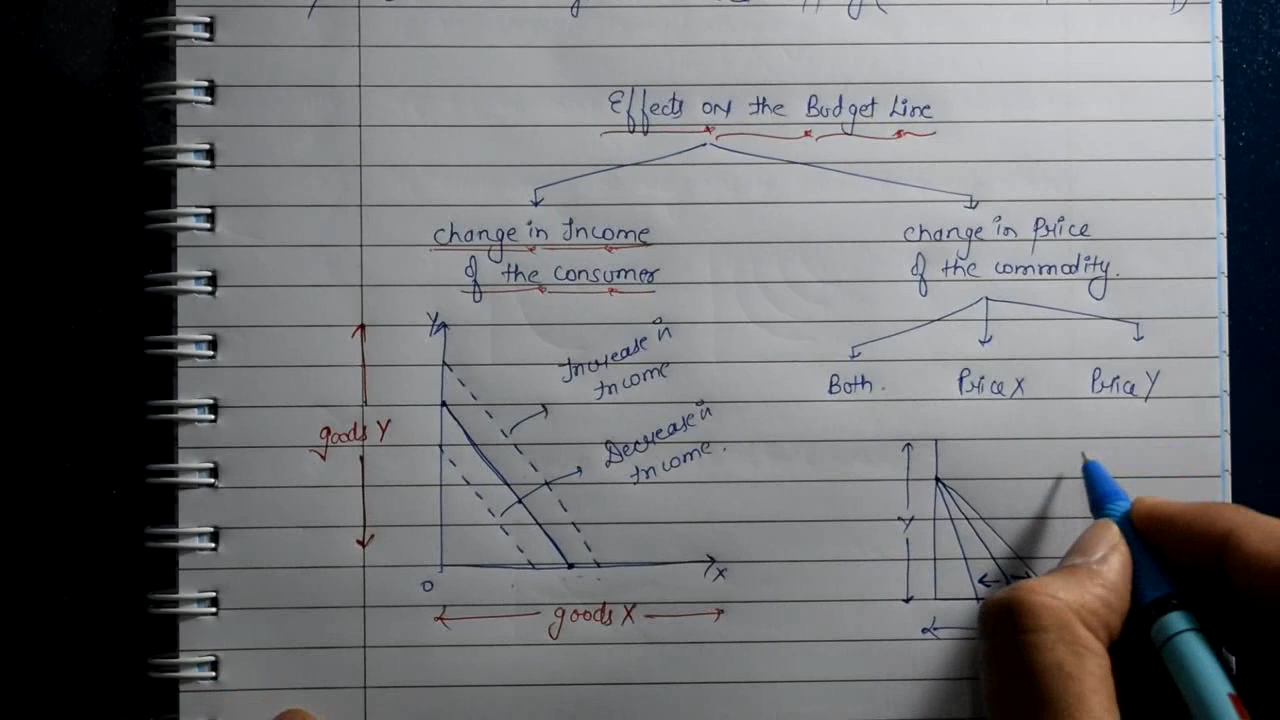 Effects on the Budget Line
change in Income
of the consumer
change in Price
of the commodity.
Both.
Price X
Price Y
Y
Increase in
Income
goods Y
Decrease in
Income.
O
X
goods X
Y